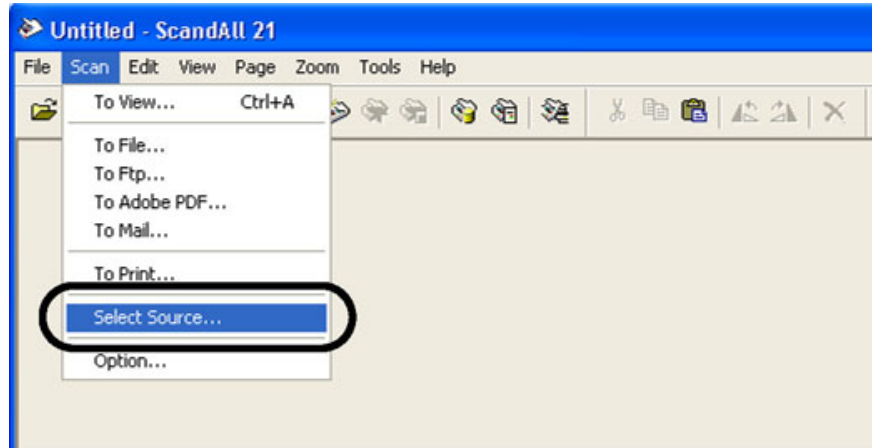 Untitled - ScandAll 21
File Scan Edit View Page Zoom Tools Help
To View... Ctrl+A
To File...
To Ftp...
To Adobe PDF...
To Mail...
To Print...
Select Source...
Option...